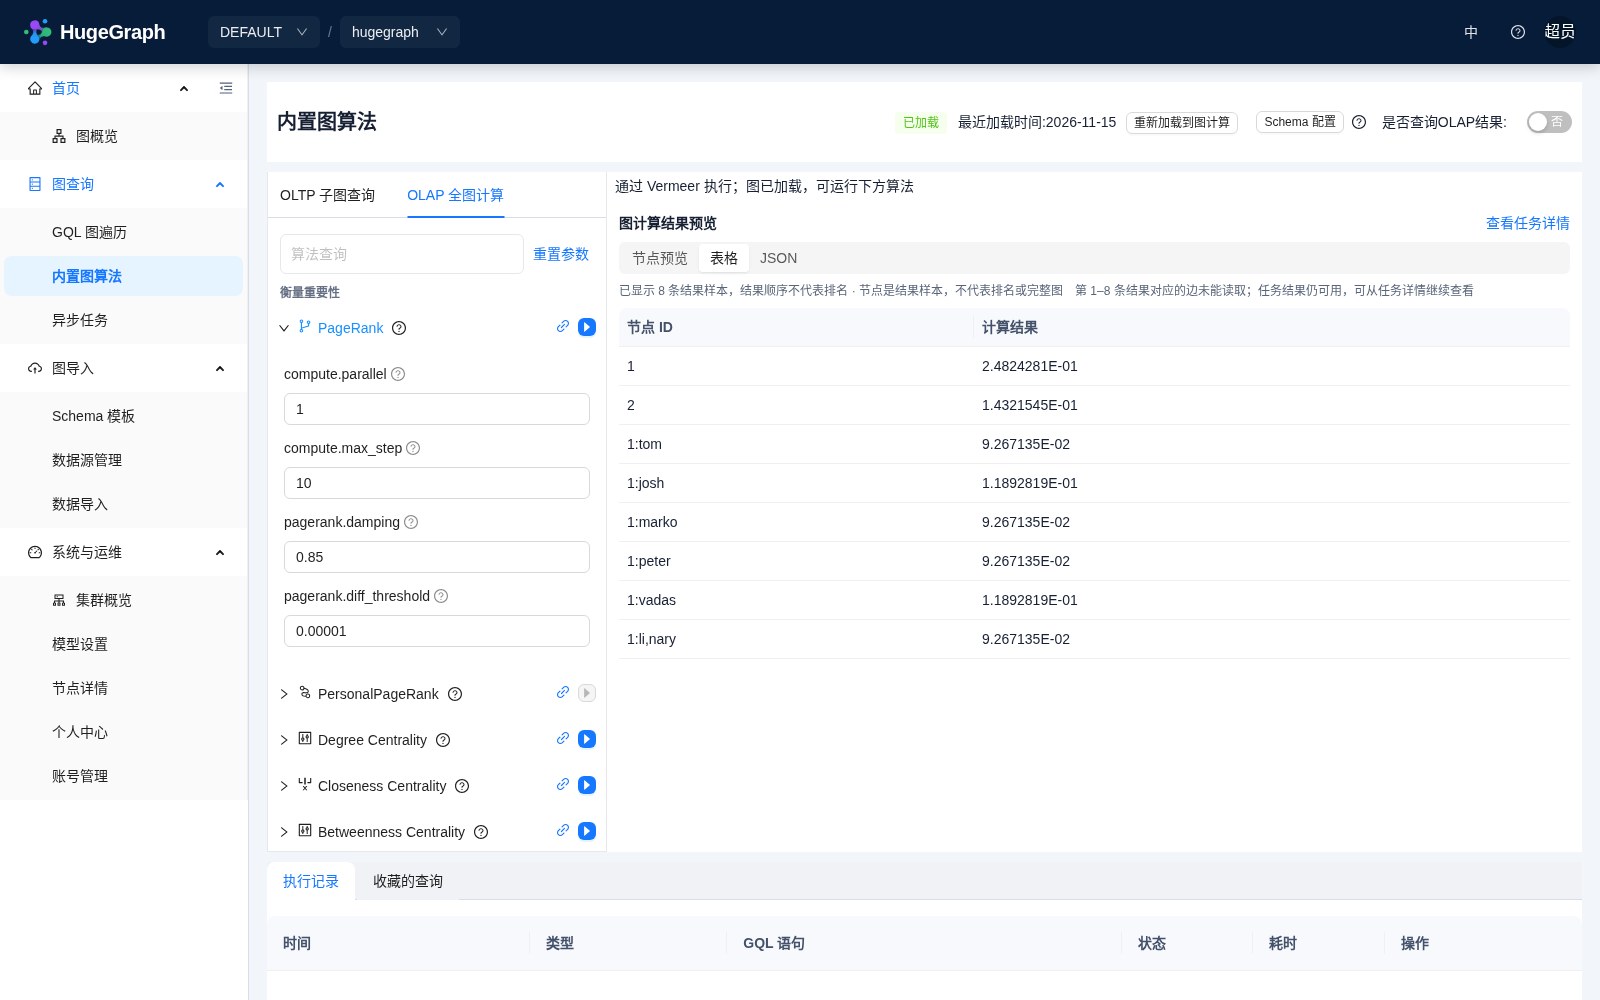 HugeGraph
DEFAULT / hugegraph
中
超员
首页
图概览
图查询
GQL 图遍历
内置图算法
异步任务
图导入
Schema 模板
数据源管理
数据导入
系统与运维
集群概览
模型设置
节点详情
个人中心
账号管理
内置图算法
已加载 最近加载时间:2026-11-15 重新加载到图计算 Schema 配置 是否查询OLAP结果: 否
OLTP 子图查询 OLAP 全图计算
算法查询 重置参数
衡量重要性
PageRank
compute.parallel
1
compute.max_step
10
pagerank.damping
0.85
pagerank.diff_threshold
0.00001
PersonalPageRank
Degree Centrality
Closeness Centrality
Betweenness Centrality
通过 Vermeer 执行；图已加载，可运行下方算法
图计算结果预览 查看任务详情
节点预览 表格 JSON
已显示 8 条结果样本，结果顺序不代表排名 · 节点是结果样本，不代表排名或完整图 第 1–8 条结果对应的边未能读取；任务结果仍可用，可从任务详情继续查看
节点 ID 计算结果
1 2.4824281E-01
2 1.4321545E-01
1:tom 9.267135E-02
1:josh 1.1892819E-01
1:marko 9.267135E-02
1:peter 9.267135E-02
1:vadas 1.1892819E-01
1:li,nary 9.267135E-02
执行记录 收藏的查询
时间 类型 GQL 语句 状态 耗时 操作